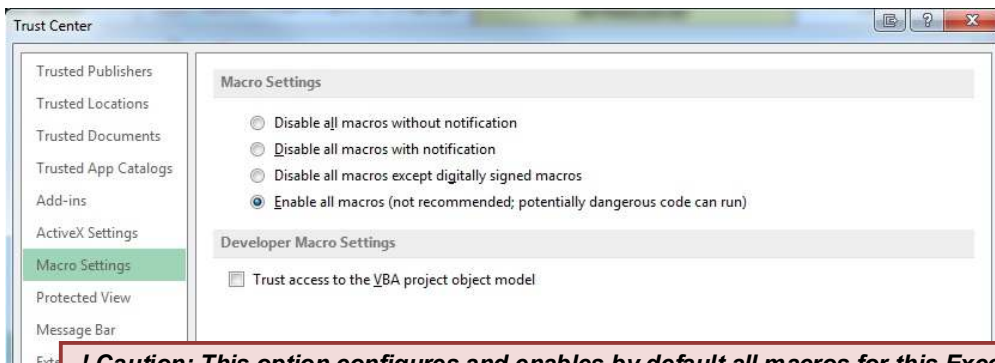 Trust Center
Trusted Publishers
Trusted Locations
Trusted Documents
Trusted App Catalogs
Add-ins
ActiveX Settings
Macro Settings
Protected View
Message Bar
Macro Settings
Disable all macros without notification
Disable all macros with notification
Disable all macros except digitally signed macros
Enable all macros (not recommended; potentially dangerous code can run)
Developer Macro Settings
Trust access to the VBA project object model
! Caution: This option configures and enables by default all macros for this Exce